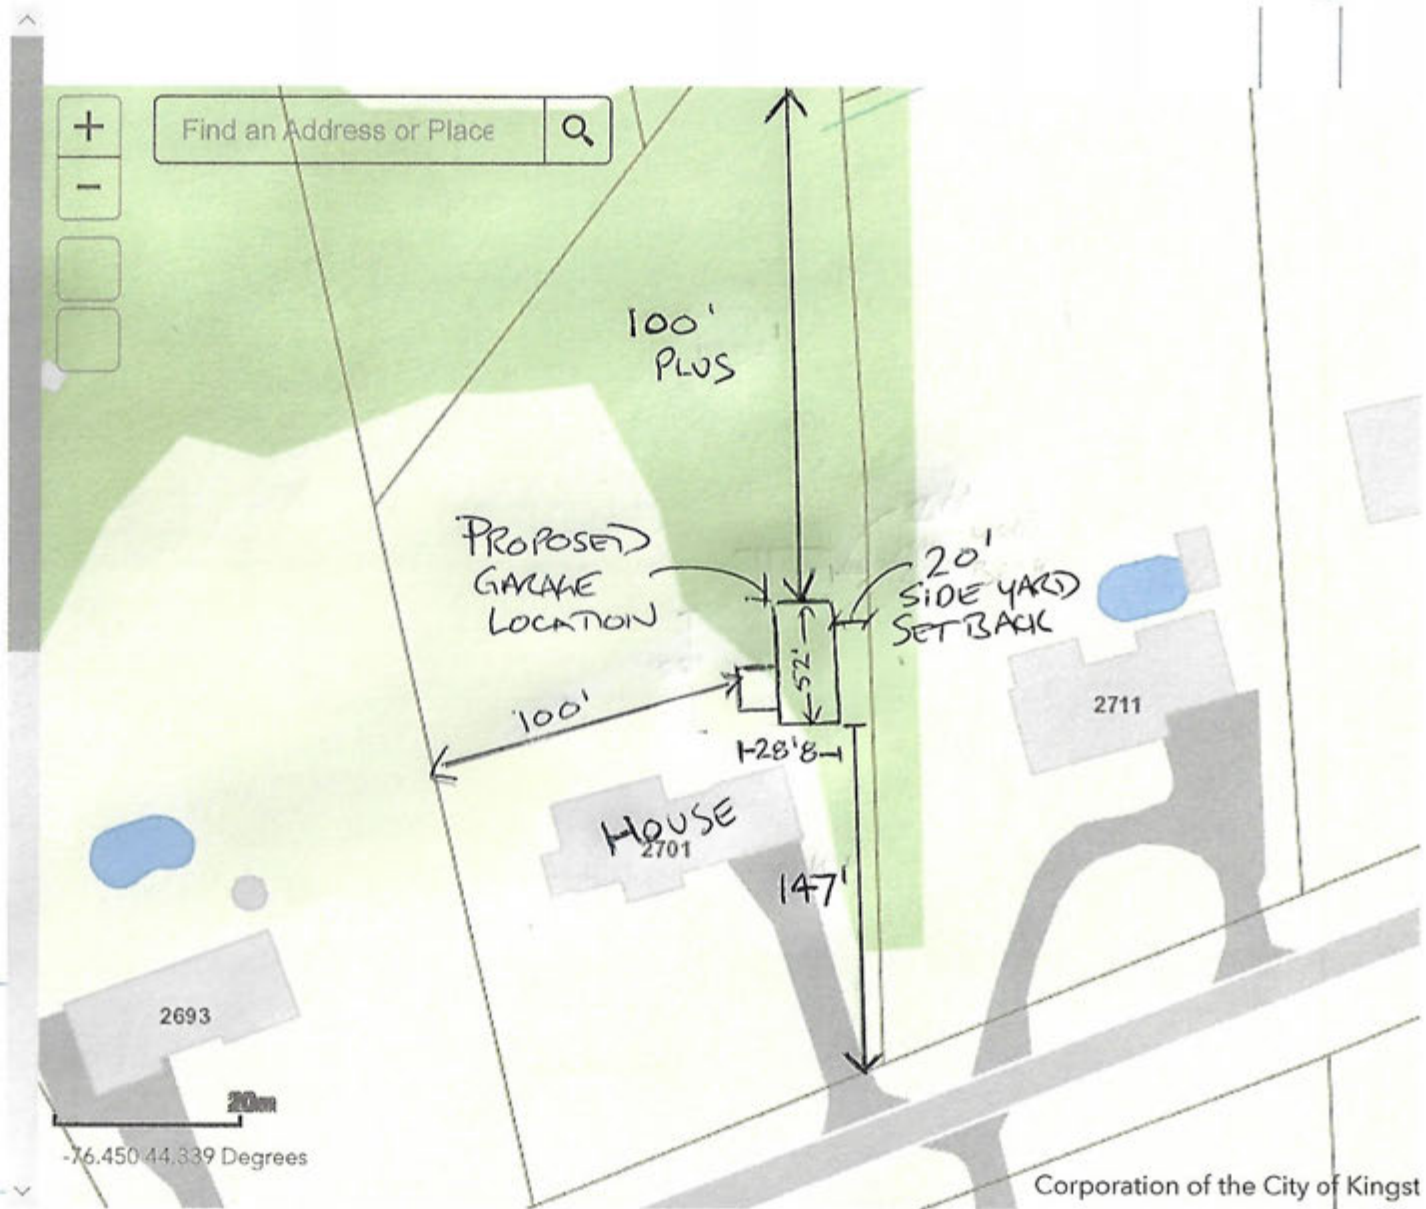 +
Find an Address or Place
−
100'
PLUS
PROPOSED
GARAGE
LOCATION
20'
SIDE YARD
SET BACK
52'
100'
28'8
2711
HOUSE
2701
147'
2693
20m
-76.450 44.339 Degrees
Corporation of the City of Kingst